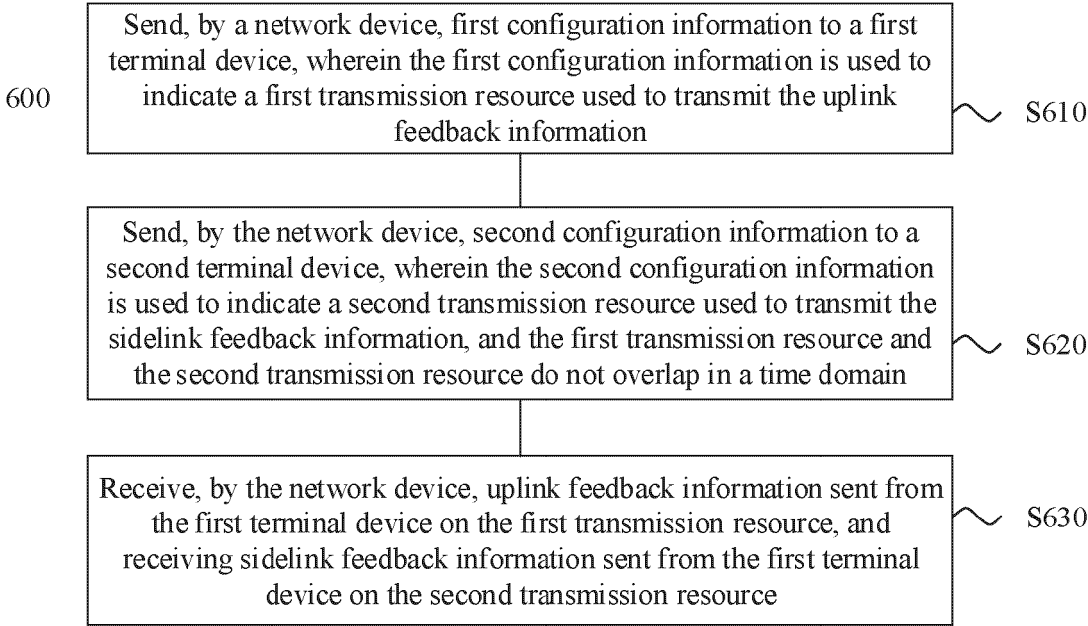 Send, by a network device, first configuration information to a first
terminal device, wherein the first configuration information is used to
indicate a first transmission resource used to transmit the uplink
feedback information
600
S610
Send, by the network device, second configuration information to a
second terminal device, wherein the second configuration information
is used to indicate a second transmission resource used to transmit the
sidelink feedback information, and the first transmission resource and
the second transmission resource do not overlap in a time domain
S620
Receive, by the network device, uplink feedback information sent from
the first terminal device on the first transmission resource, and
receiving sidelink feedback information sent from the first terminal
device on the second transmission resource
S630